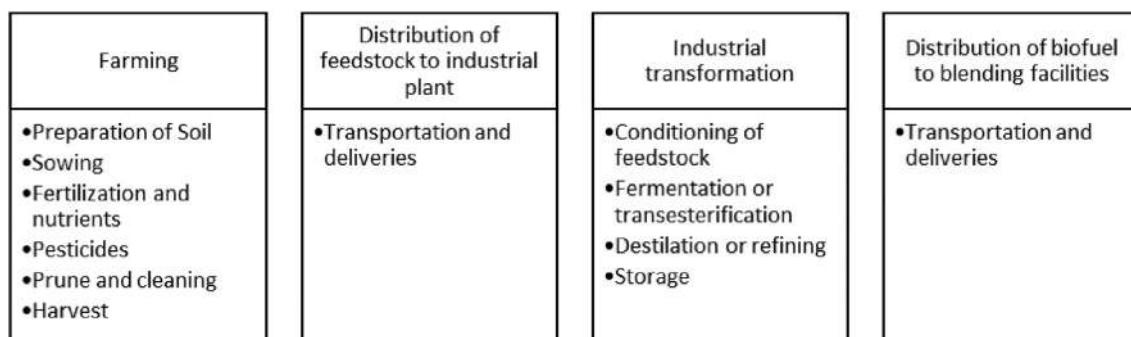 Farming
•Preparation of Soil
•Sowing
•Fertilization and
nutrients
•Pesticides
•Prune and cleaning
•Harvest
Distribution of
feedstock to industrial
plant
•Transportation and
deliveries
Industrial
transformation
•Conditioning of
feedstock
•Fermentation or
transesterification
•Destilation or refining
•Storage
Distribution of biofuel
to blending facilities
•Transportation and
deliveries